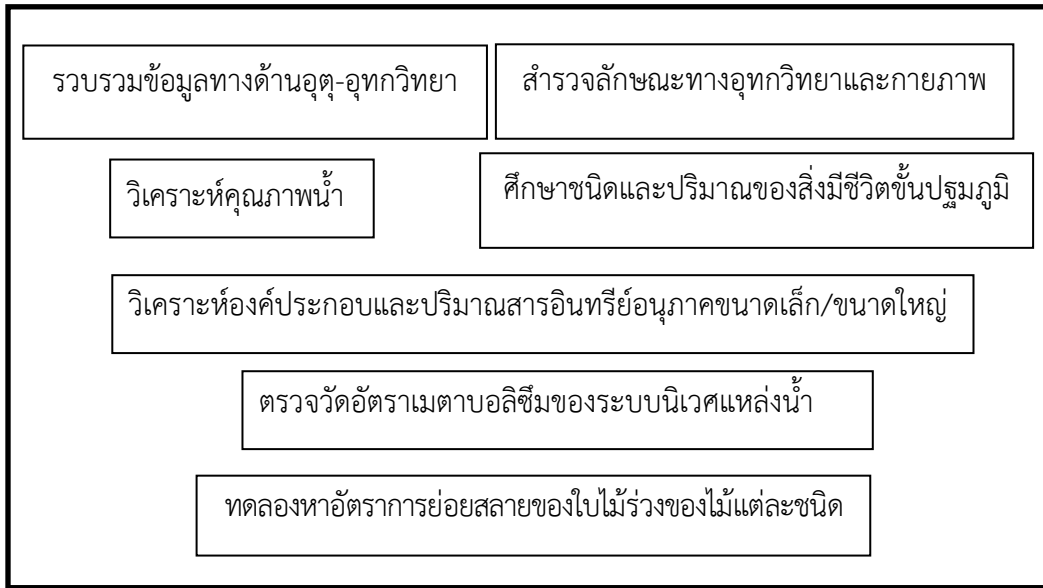 รวบรวมข้อมูลทางด้านอุตุ-อุทกวิทยา
สำรวจลักษณะทางอุทกวิทยาและกายภาพ
วิเคราะห์คุณภาพน้ำ
ศึกษาชนิดและปริมาณของสิ่งมีชีวิตขั้นปฐมภูมิ
วิเคราะห์องค์ประกอบและปริมาณสารอินทรีย์อนุภาคขนาดเล็ก/ขนาดใหญ่
ตรวจวัดอัตราเมตาบอลิซึมของระบบนิเวศแหล่งน้ำ
ทดลองหาอัตราการย่อยสลายของใบไม้ร่วงของไม้แต่ละชนิด